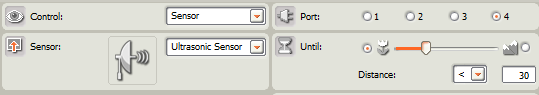 Control: Sensor Port: 1 2 3 4
Sensor: Ultrasonic Sensor Until:
Distance: < 30